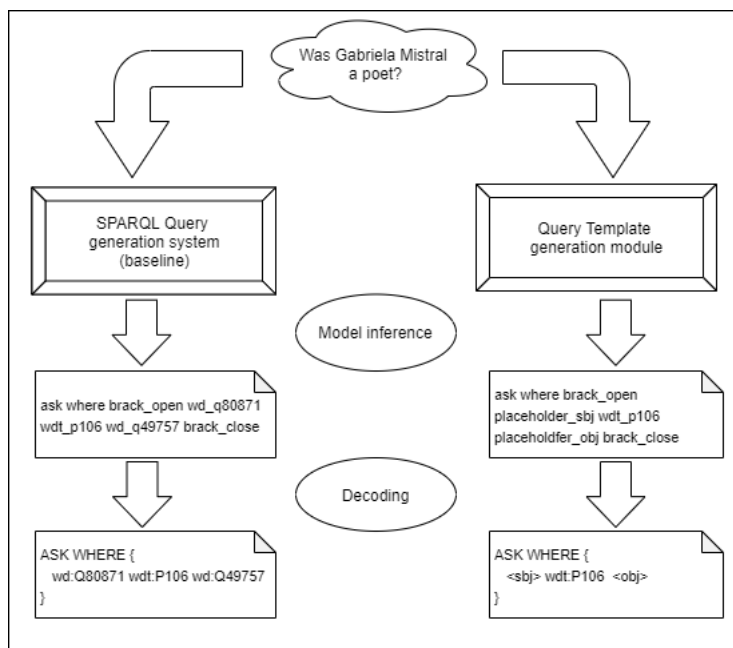 Was Gabriela Mistral
a poet?
SPARQL Query
generation system
(baseline)
Query Template
generation module
Model inference
ask where brack_open wd_q80871
wdt_p106 wd_q49757 brack_close
ask where brack_open
placeholder_sbj wdt_p106
placeholdfer_obj brack_close
Decoding
ASK WHERE {
wd:Q80871 wdt:P106 wd:Q49757
}
ASK WHERE {
<sbj> wdt:P106 <obj>
}